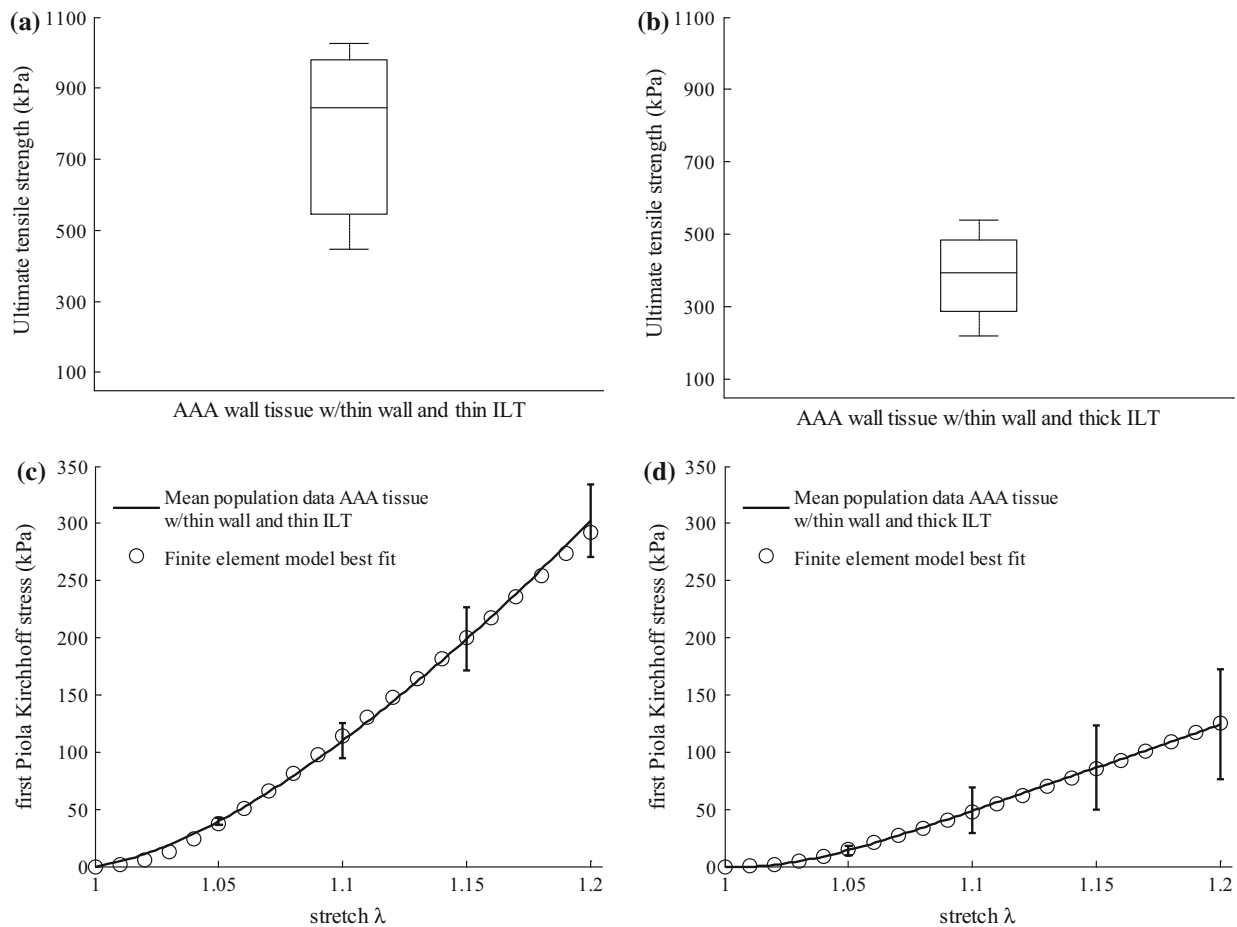 (a)
1100
900
700
500
300
100
Ultimate tensile strength (kPa)
AAA wall tissue w/thin wall and thin ILT
(b)
1100
900
700
500
300
100
Ultimate tensile strength (kPa)
AAA wall tissue w/thin wall and thick ILT
(c)
350
300
250
200
150
100
50
0
first Piola Kirchhoff stress (kPa)
Mean population data AAA tissue
w/thin wall and thin ILT
Finite element model best fit
1 1.05 1.1 1.15 1.2
stretch λ
(d)
350
300
250
200
150
100
50
0
first Piola Kirchhoff stress (kPa)
Mean population data AAA tissue
w/thin wall and thick ILT
Finite element model best fit
1 1.05 1.1 1.15 1.2
stretch λ